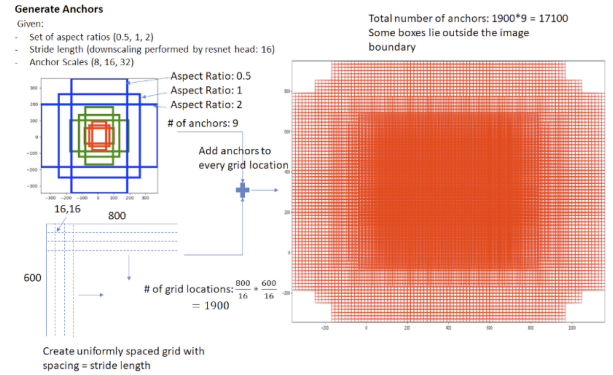 Generate Anchors
Given:
- Set of aspect ratios (0.5, 1, 2)
- Stride length (downscaling performed by resnet head: 16)
- Anchor Scales (8, 16, 32)
Aspect Ratio: 0.5
Aspect Ratio: 1
Aspect Ratio: 2
# of anchors: 9
Add anchors to
every grid location
16,16
800
600
# of grid locations: 800/16 * 600/16
= 1900
Create uniformly spaced grid with
spacing = stride length
Total number of anchors: 1900*9 = 17100
Some boxes lie outside the image
boundary